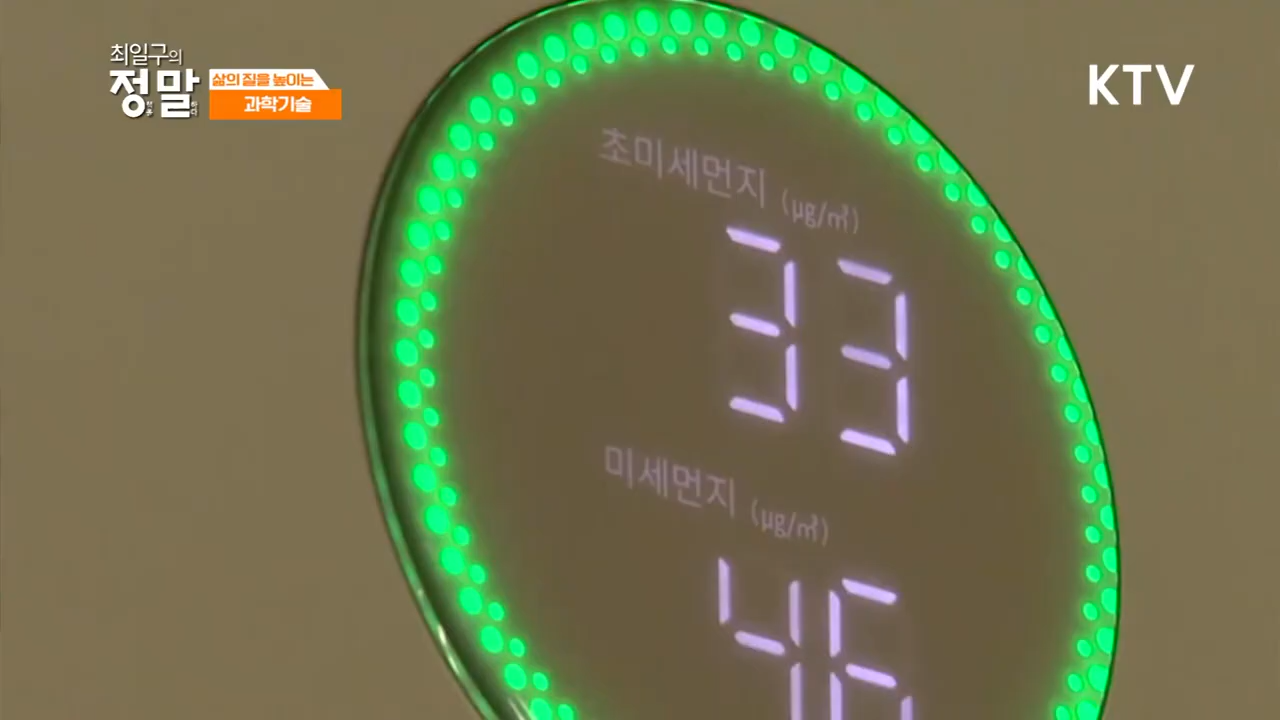 최일구의
정말
삶의 질을 높이는
과학기술
KTV
초미세먼지 (μg/㎥)
33
미세먼지 (μg/㎥)
46